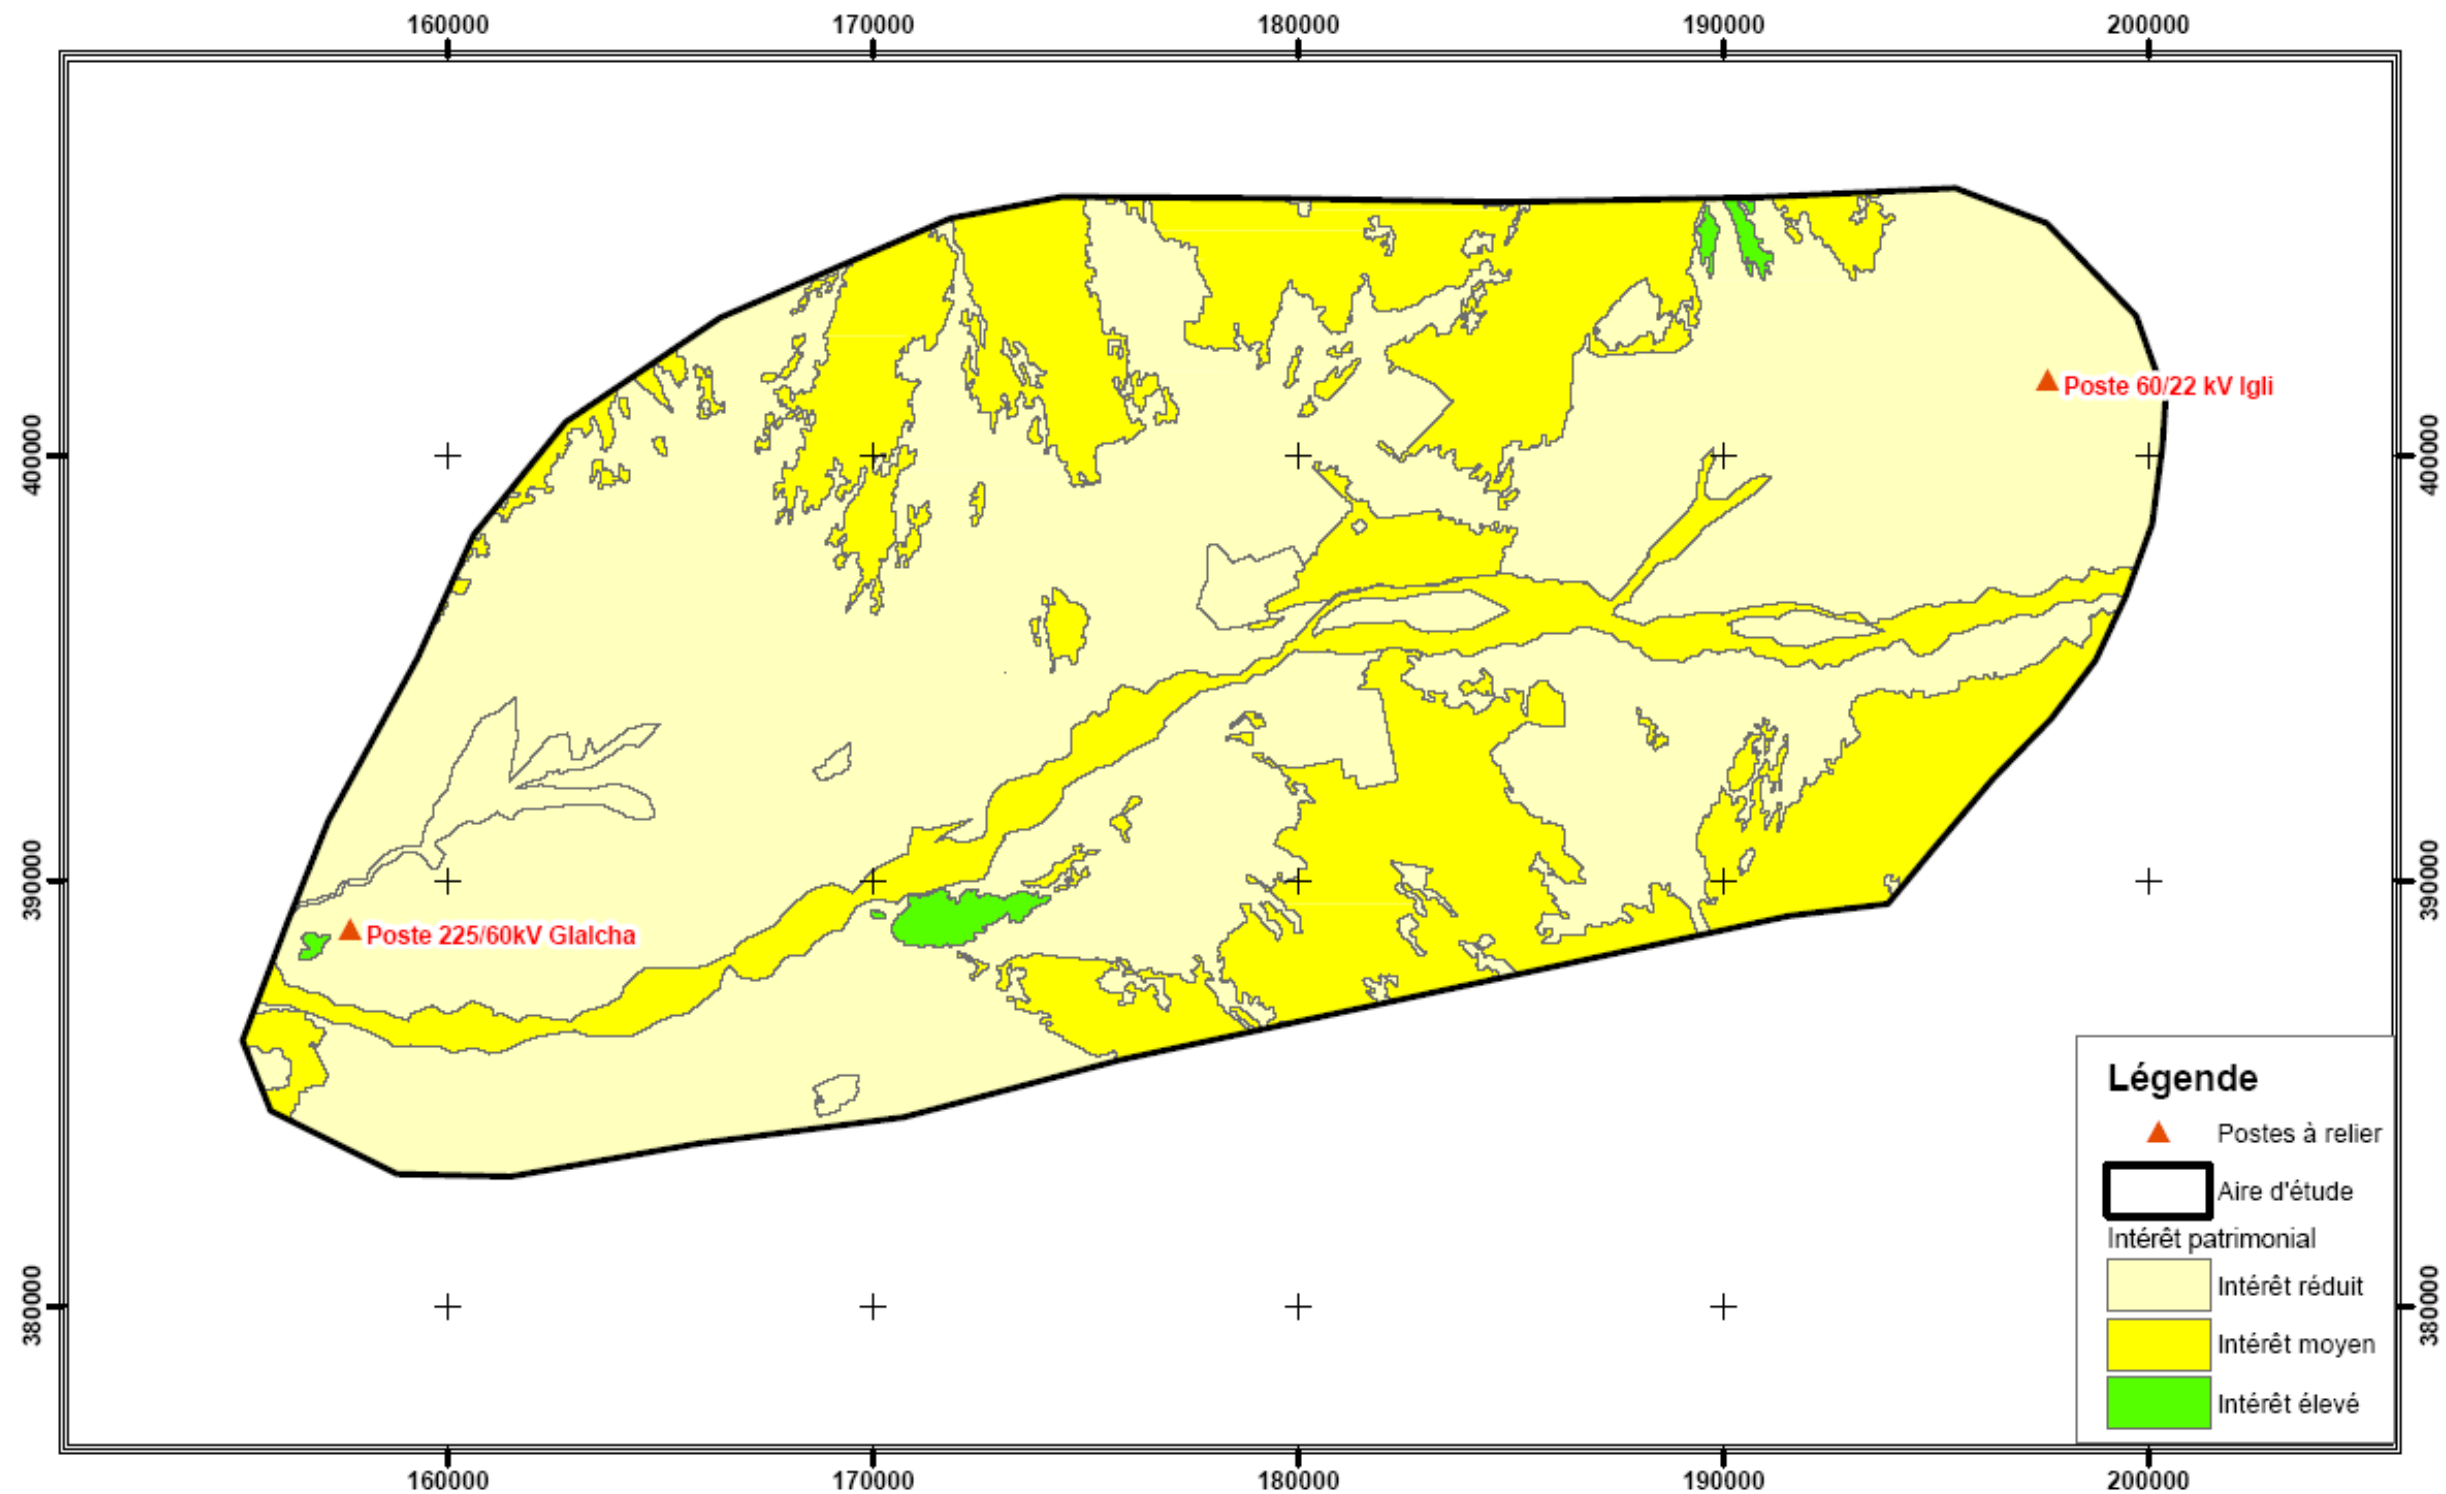 160000 170000 180000 190000 200000
400000 400000
Poste 60/22 kV Igli
390000 390000
Poste 225/60kV Glalcha
380000 380000
Légende
Postes à relier
Aire d'étude
Intérêt patrimonial
Intérêt réduit
Intérêt moyen
Intérêt élevé
160000 170000 180000 190000 200000